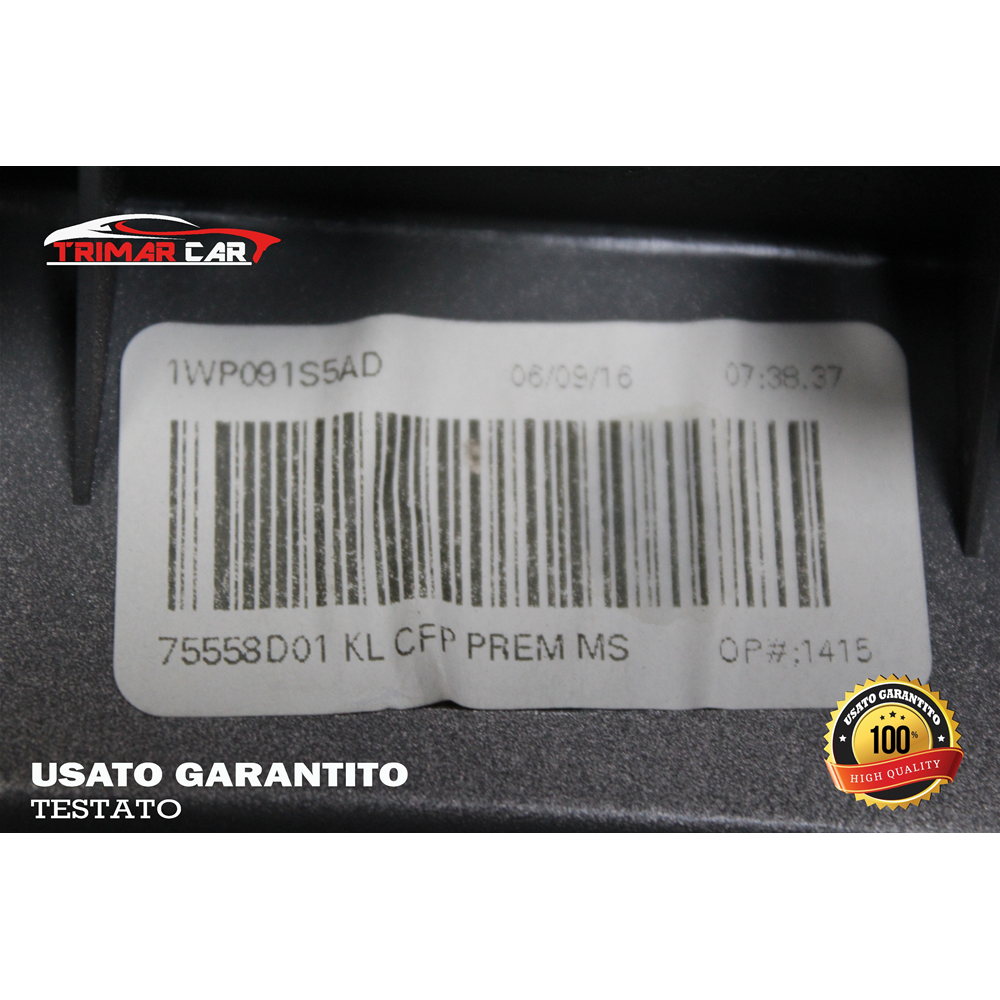 TRIMAR CAR
1WP091S5AD 06/09/16 07:38.37
75558D01 KL CFP PREM MS OP#:1415
USATO GARANTITO
100%
HIGH QUALITY
USATO GARANTITO
TESTATO